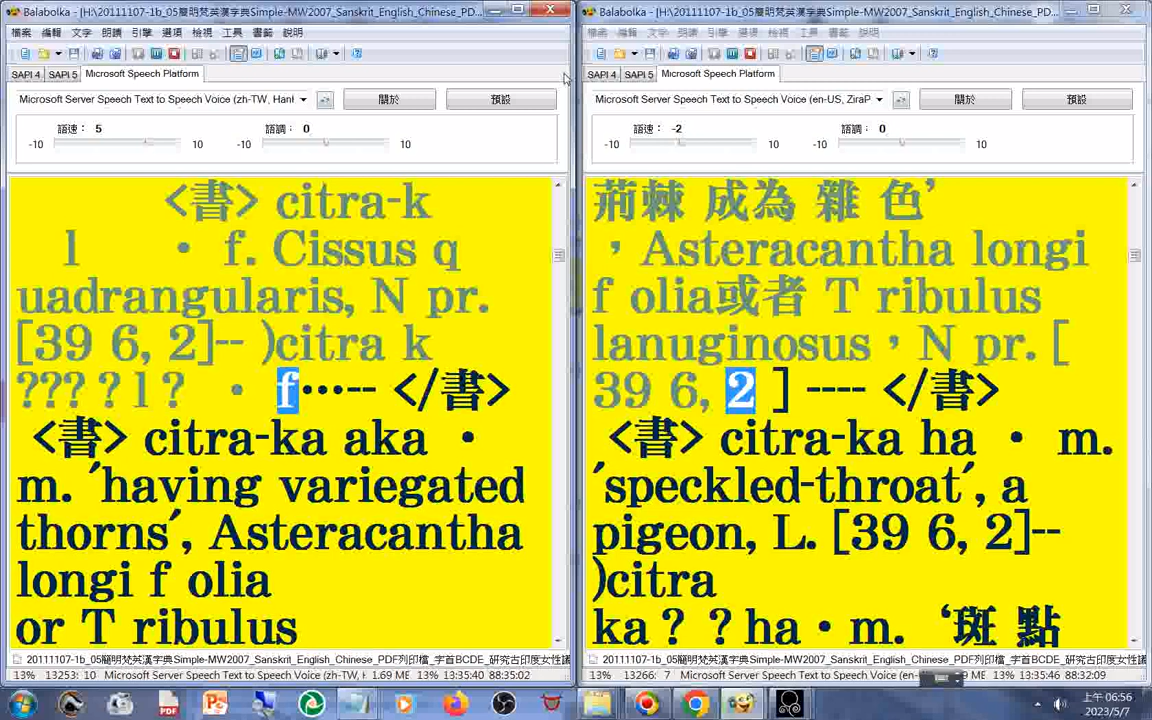 Balabolka - [H:\20111107-1b_05簡明梵英漢字典Simple-MW2007_Sanskrit_English_Chinese_PD...
檔案 編輯 文字 朗讀 引擎 選項 檢視 工具 書籤 說明
SAPI 4 SAPI 5 Microsoft Speech Platform
Microsoft Server Speech Text to Speech Voice (zh-TW, HanH
關於 預設
語速： 5 語調： 0
-10 10 -10 10
<書> citra-k
l • f. Cissus q
uadrangularis, N pr.
[39 6, 2]-- )citra k
??? ? l ? • f…-- </書>
<書> citra-ka aka •
m. ′having variegated
thorns′, Asteracantha
longi f olia
or T ribulus
20111107-1b_05簡明梵英漢字典Simple-MW2007_Sanskrit_English_Chinese_PDF列印檔_字首BCDE_研究古印度女性議
13% 13253: 10 Microsoft Server Speech Text to Speech Voice (zh-TW, H 1.69 ME 13% 13:35:40 88:35:02
Balabolka - [H:\20111107-1b_05簡明梵英漢字典Simple-MW2007_Sanskrit_English_Chinese_PDF...
檔案 編輯 文字 朗讀 引擎 選項 檢視 工具 書籤 說明
SAPI 4 SAPI 5 Microsoft Speech Platform
Microsoft Server Speech Text to Speech Voice (en-US, ZiraP
關於 預設
語速： -2 語調： 0
-10 10 -10 10
荊棘 成為 雜 色’
，Asteracantha longi
f olia或者 T ribulus
lanuginosus，N pr. [
39 6, 2 ] ---- </書>
<書> citra-ka ha • m.
′speckled-throat′, a
pigeon, L. [39 6, 2]--
)citra
ka ? ? ha • m. ‘斑 點
20111107-1b_05簡明梵英漢字典Simple-MW2007_Sanskrit_English_Chinese_PDF列印檔_字首BCDE_研究古印度女性議
13% 13266: 7 Microsoft Server Speech Text to Speech Voice (en- 1.69 ME 13% 13:35:46 88:32:09
上午 06:56
2023/5/7